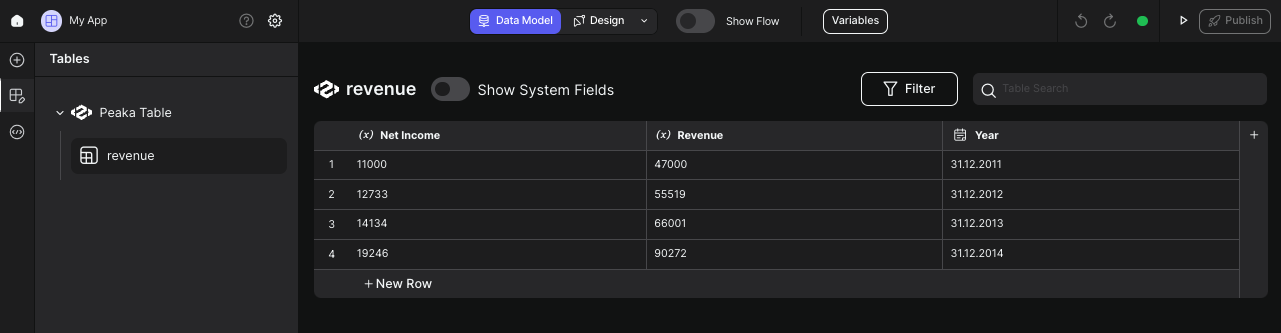 My App
Data Model
Design
Show Flow
Variables
Publish
Tables
Peaka Table
revenue
revenue
Show System Fields
Filter
Table Search
(x) Net Income (x) Revenue Year +
1 11000 47000 31.12.2011
2 12733 55519 31.12.2012
3 14134 66001 31.12.2013
4 19246 90272 31.12.2014
+ New Row